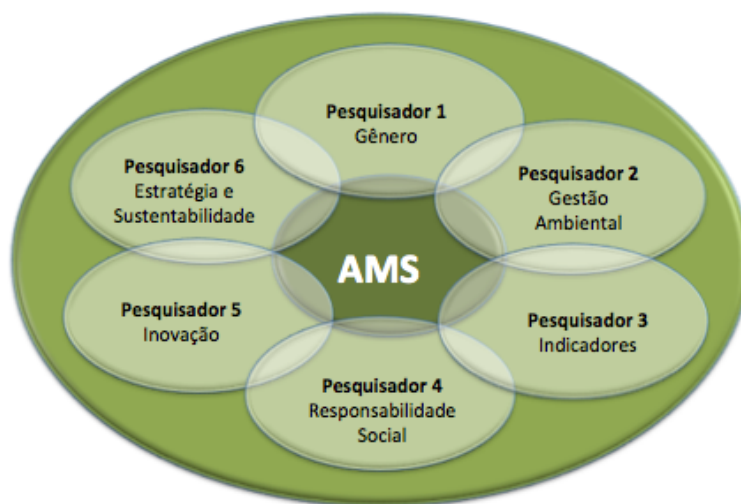 Pesquisador 1
Gênero
Pesquisador 2
Gestão
Ambiental
Pesquisador 3
Indicadores
Pesquisador 4
Responsabilidade
Social
Pesquisador 5
Inovação
Pesquisador 6
Estratégia e
Sustentabilidade
AMS